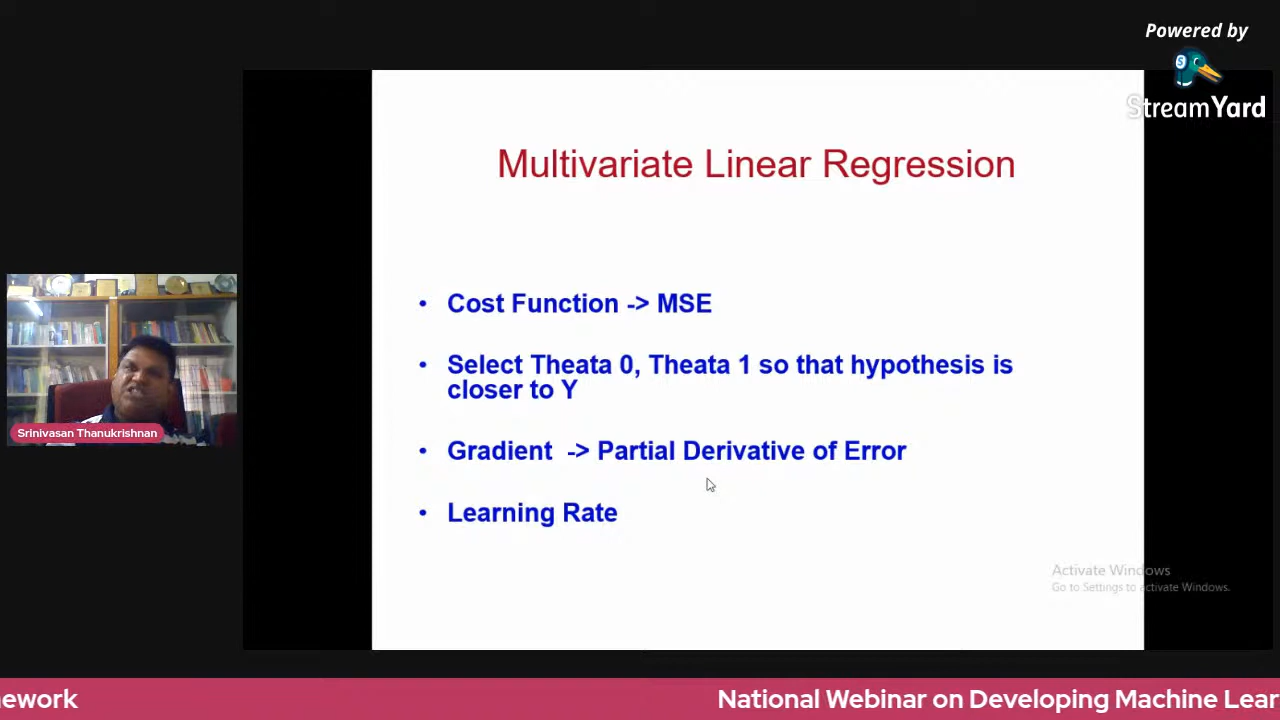 Powered by
StreamYard
Multivariate Linear Regression
• Cost Function -> MSE
• Select Theata 0, Theata 1 so that hypothesis is
closer to Y
• Gradient -> Partial Derivative of Error
• Learning Rate
Srinivasan Thanukrishnan
Activate Windows
Go to Settings to activate Windows.
ework
National Webinar on Developing Machine Lear